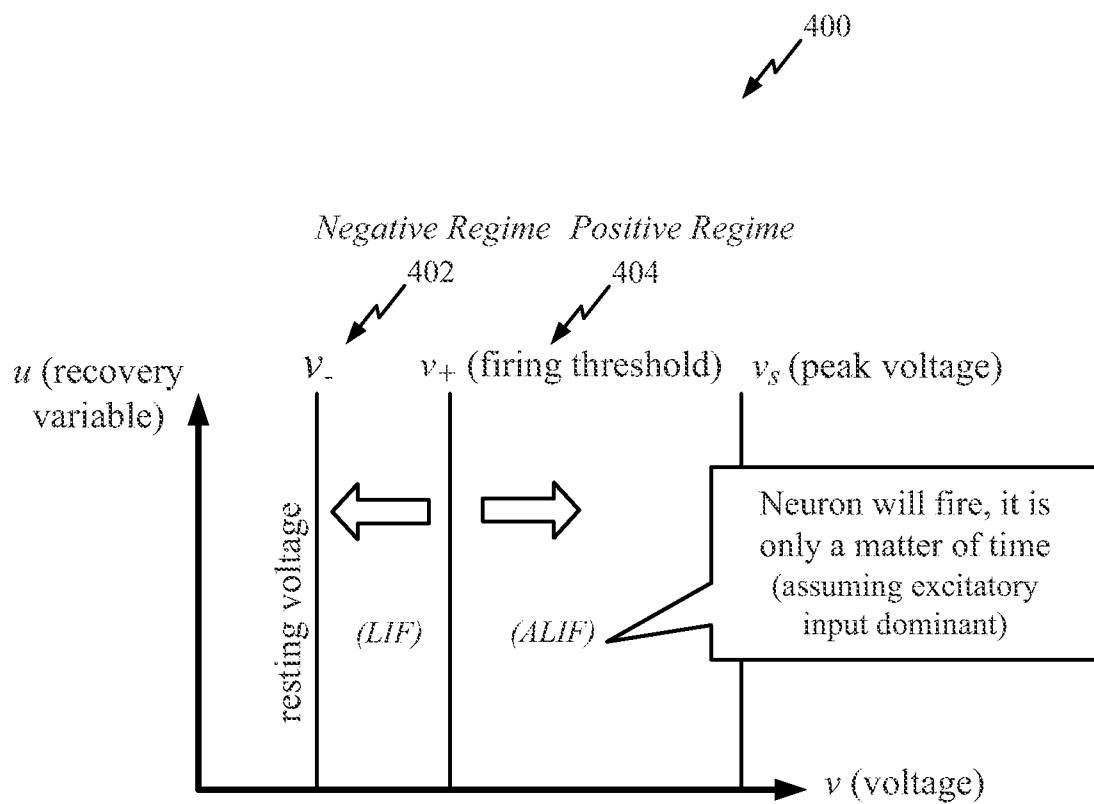 400
Negative Regime Positive Regime
402
404
u (recovery
variable)
v-
v+ (firing threshold)
vs (peak voltage)
resting voltage
(LIF)
(ALIF)
Neuron will fire, it is
only a matter of time
(assuming excitatory
input dominant)
v (voltage)